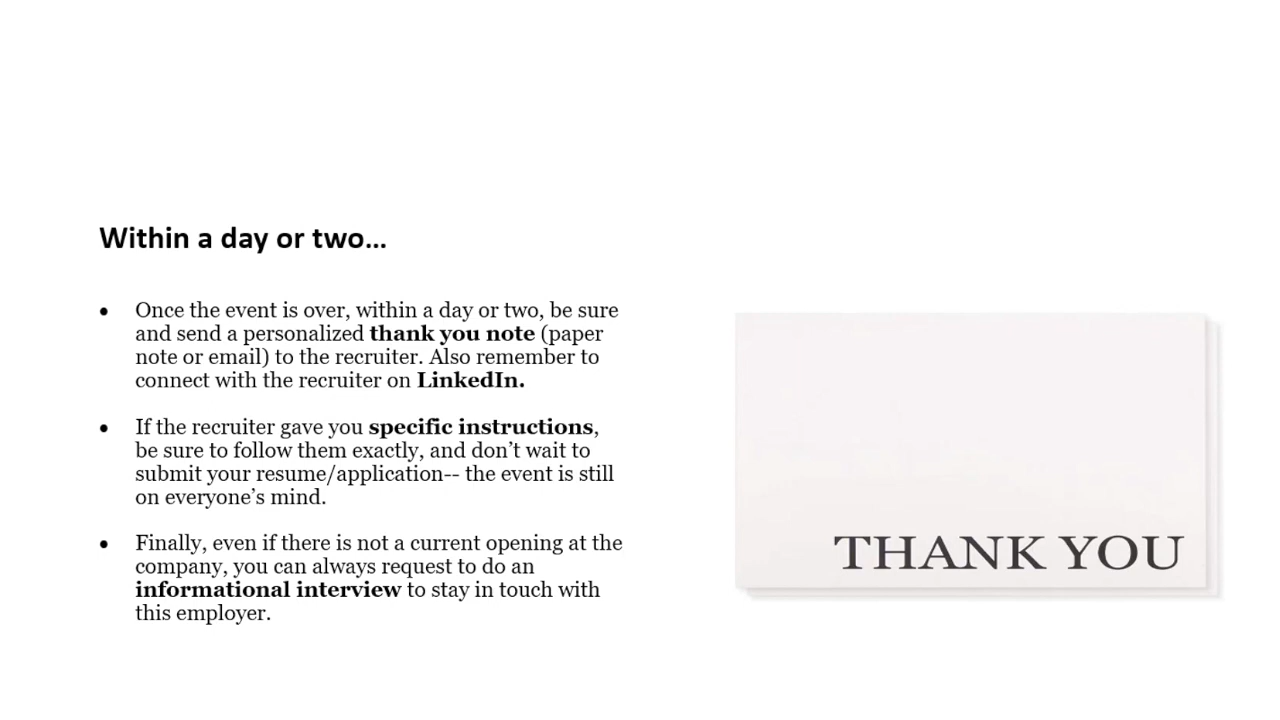 Within a day or two…
• Once the event is over, within a day or two, be sure
and send a personalized thank you note (paper
note or email) to the recruiter. Also remember to
connect with the recruiter on LinkedIn.
• If the recruiter gave you specific instructions,
be sure to follow them exactly, and don’t wait to
submit your resume/application-- the event is still
on everyone’s mind.
• Finally, even if there is not a current opening at the
company, you can always request to do an
informational interview to stay in touch with
this employer.
THANK YOU